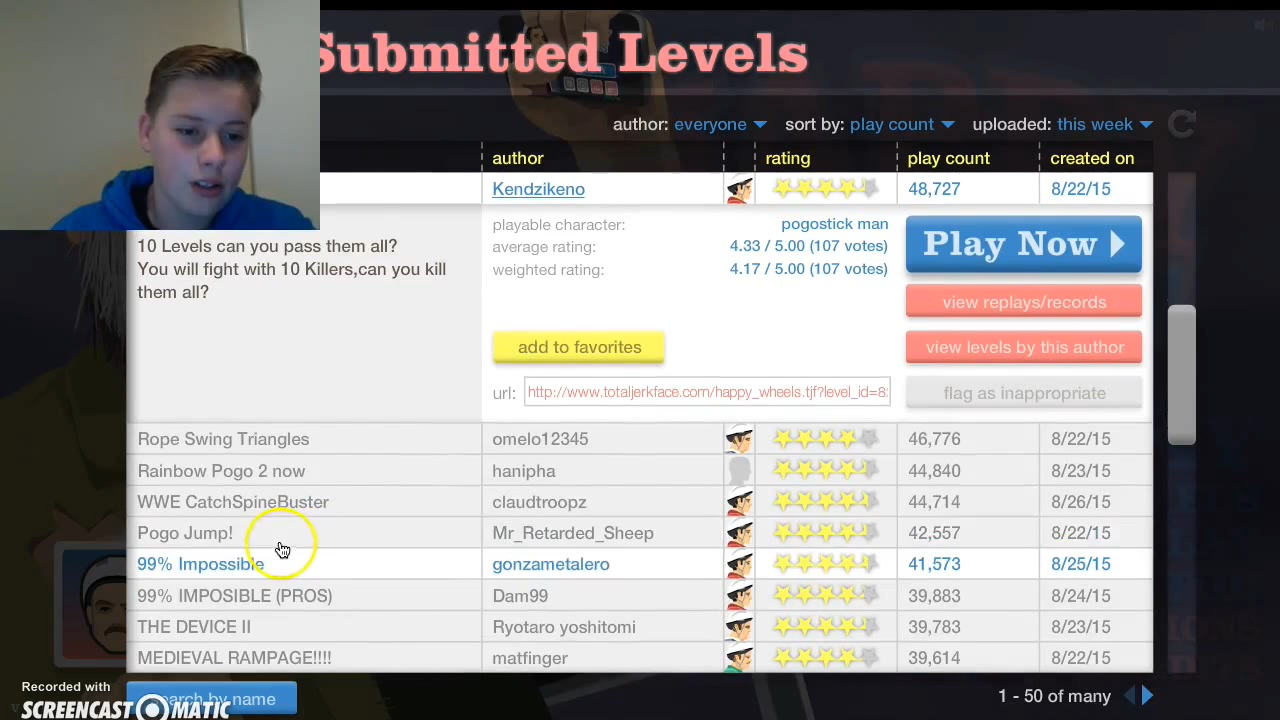 Submitted Levels
author: everyone sort by: play count uploaded: this week
author rating play count created on
Kendzikeno 48,727 8/22/15
10 Levels can you pass them all?
You will fight with 10 Killers,can you kill
them all?
playable character: pogostick man
average rating: 4.33 / 5.00 (107 votes)
weighted rating: 4.17 / 5.00 (107 votes)
add to favorites
url: http://www.totaljerkface.com/happy_wheels.tjf?level_id=8
Play Now
view replays/records
view levels by this author
flag as inappropriate
Rope Swing Triangles omelo12345 46,776 8/22/15
Rainbow Pogo 2 now hanipha 44,840 8/23/15
WWE CatchSpineBuster claudtroopz 44,714 8/26/15
Pogo Jump! Mr_Retarded_Sheep 42,557 8/22/15
99% Impossible gonzametalero 41,573 8/25/15
99% IMPOSIBLE (PROS) Dam99 39,883 8/24/15
THE DEVICE II Ryotaro yoshitomi 39,783 8/23/15
MEDIEVAL RAMPAGE!!!! matfinger 39,614 8/22/15
search by name
1 - 50 of many
Recorded with
SCREENCAST MATIC